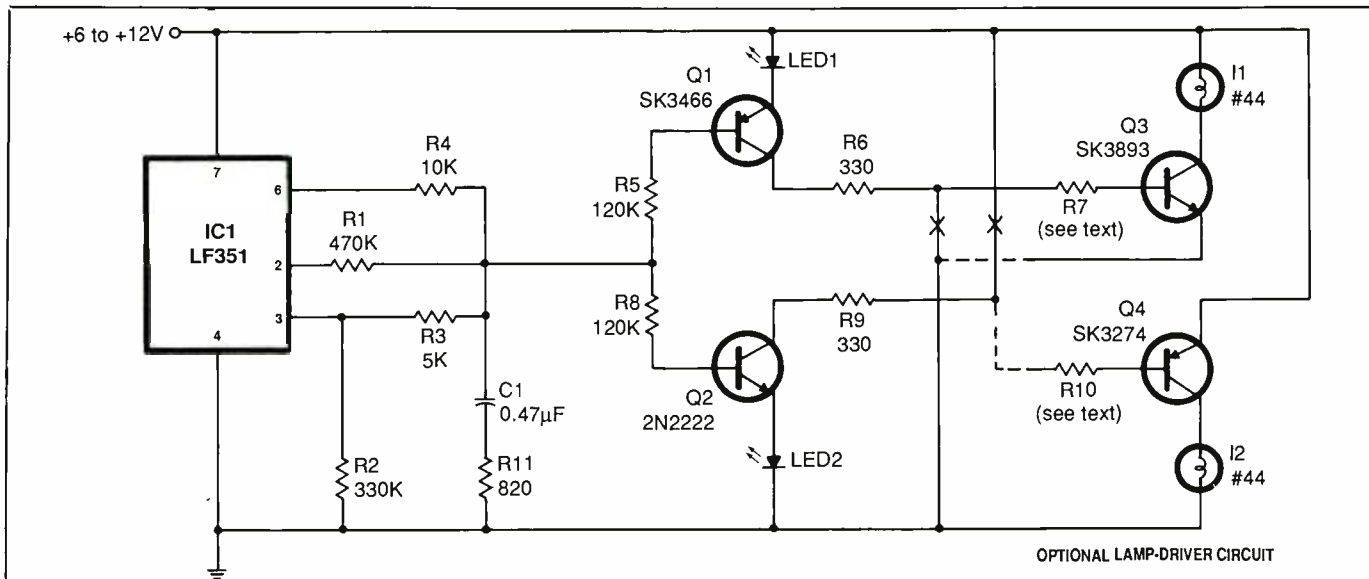 +6 to +12V
LED1
Q1
SK3466
I1
#44
Q3
SK3893
R4
10K
R6
330
7
6
R5
120K
R7
(see text)
R1
470K
IC1
LF351
2
R8
120K
R9
330
Q4
SK3274
3
R3
5K
4
R10
(see text)
C1
0.47µF
Q2
2N2222
LED2
I2
#44
R2
330K
R11
820
OPTIONAL LAMP-DRIVER CIRCUIT